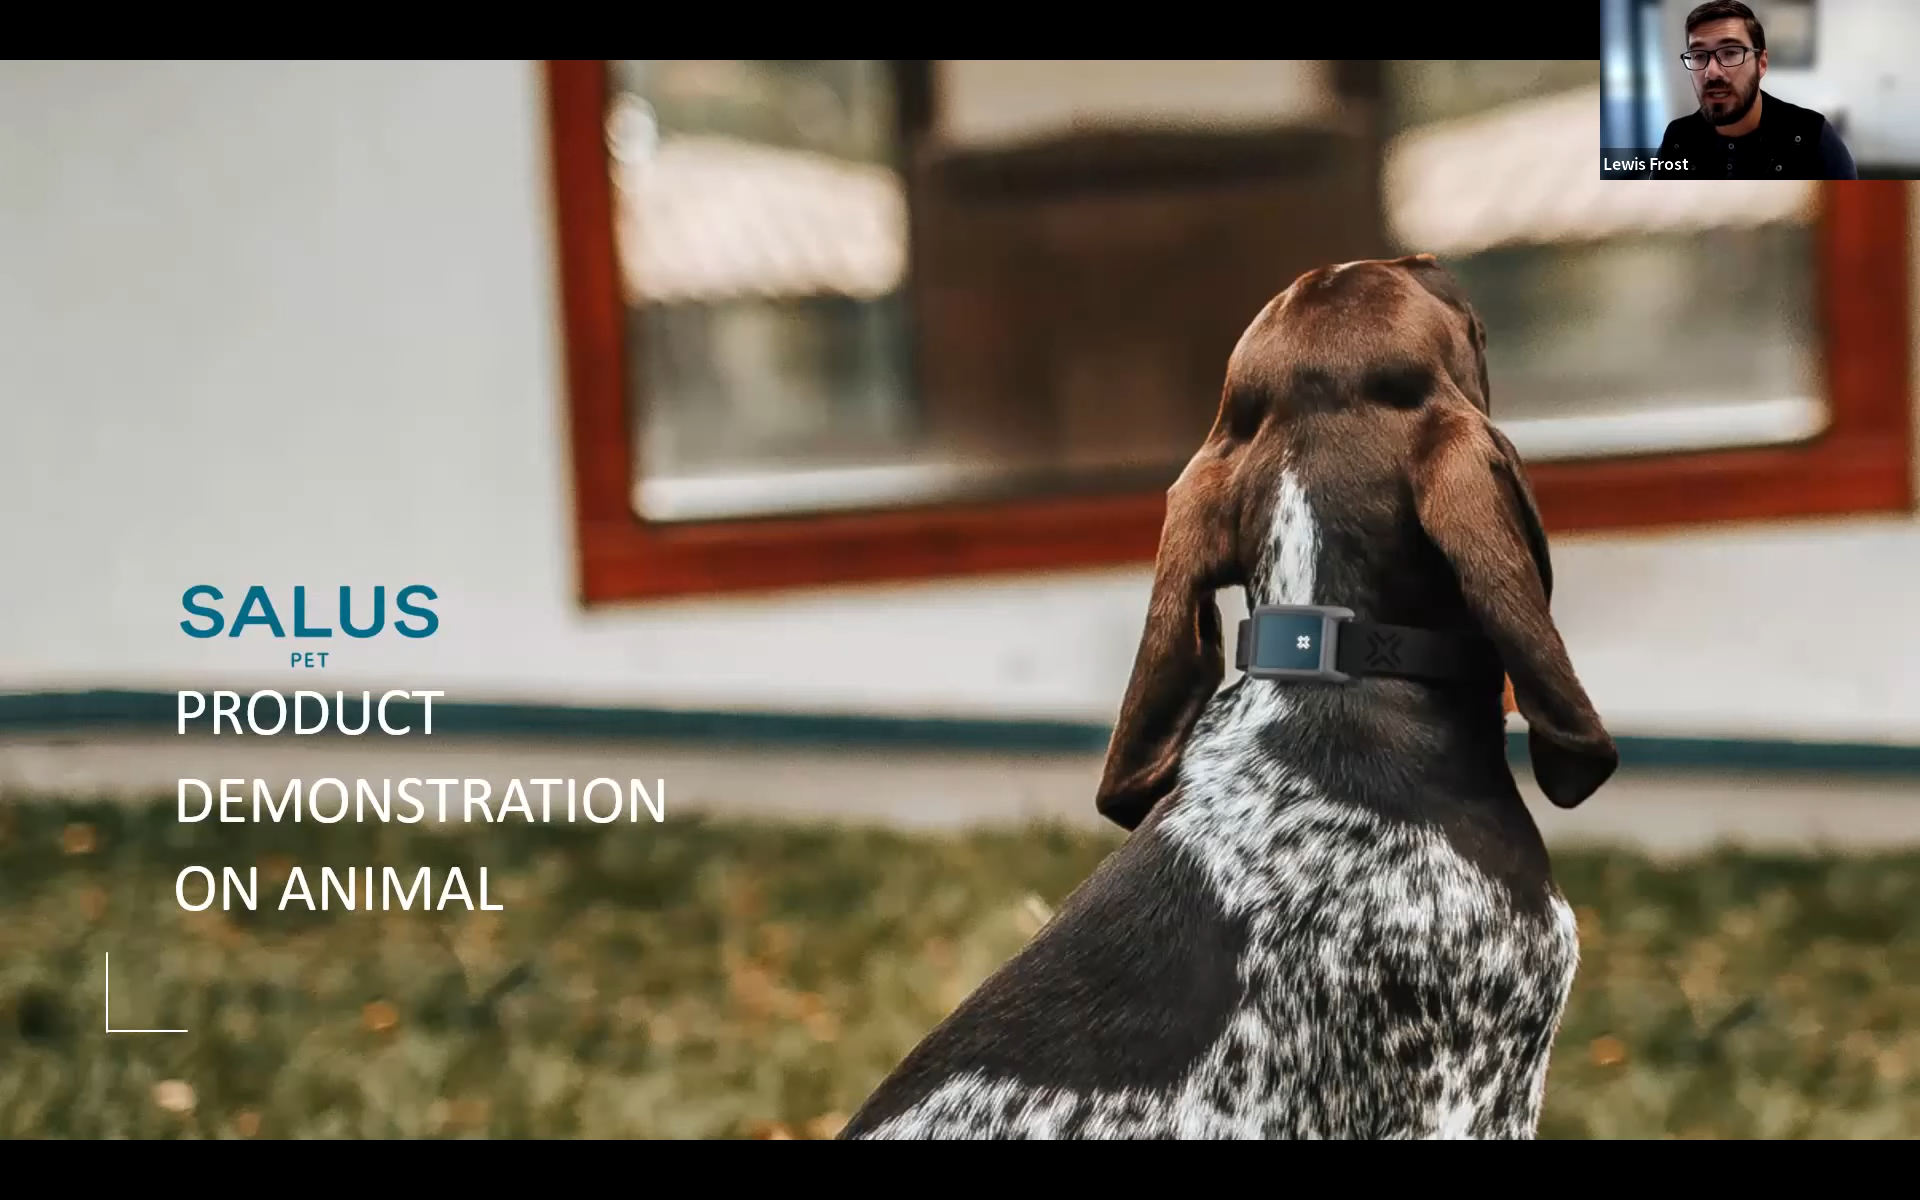 Lewis Frost
SALUS
PET
PRODUCT
DEMONSTRATION
ON ANIMAL